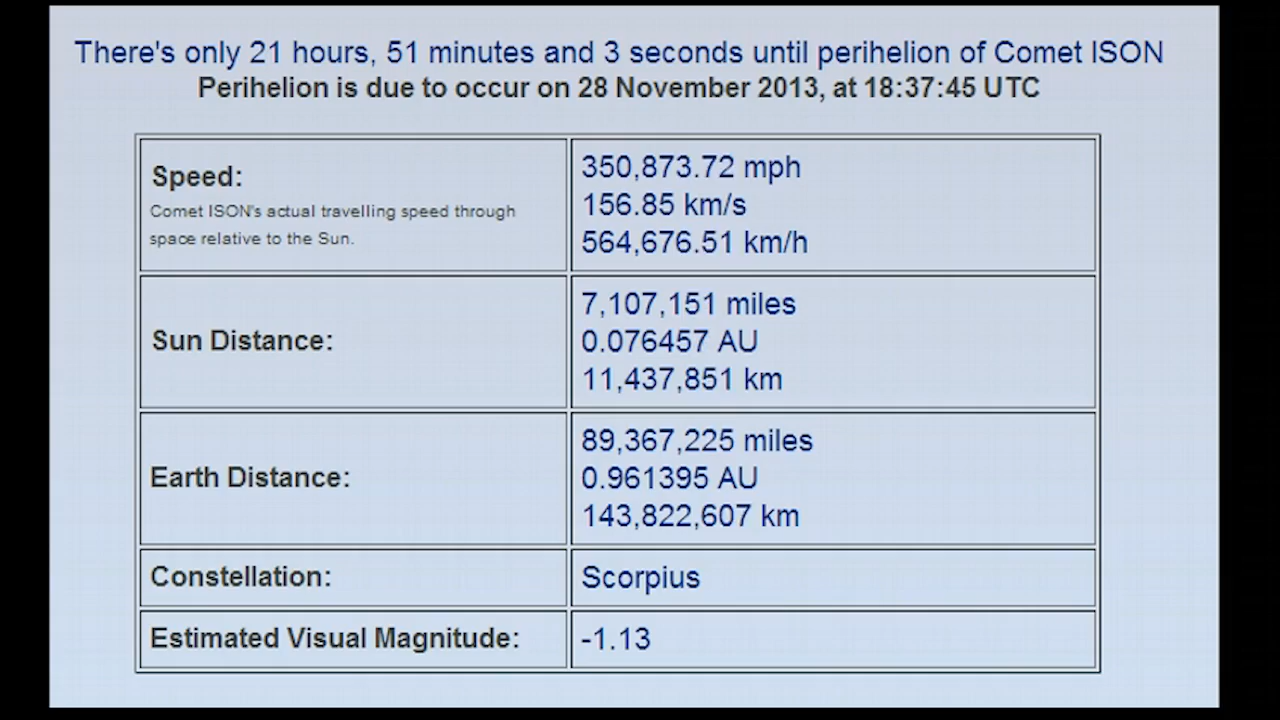 There's only 21 hours, 51 minutes and 3 seconds until perihelion of Comet ISON
Perihelion is due to occur on 28 November 2013, at 18:37:45 UTC
Speed:
Comet ISON's actual travelling speed through
space relative to the Sun.
350,873.72 mph
156.85 km/s
564,676.51 km/h
Sun Distance:
7,107,151 miles
0.076457 AU
11,437,851 km
Earth Distance:
89,367,225 miles
0.961395 AU
143,822,607 km
Constellation:
Scorpius
Estimated Visual Magnitude:
-1.13